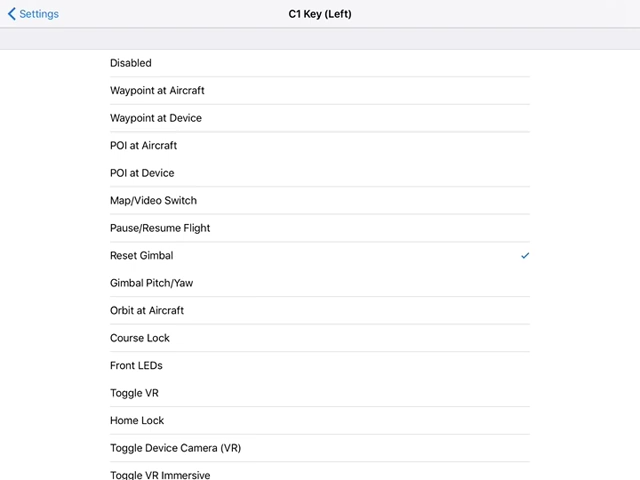 Settings
C1 Key (Left)
Disabled
Waypoint at Aircraft
Waypoint at Device
POI at Aircraft
POI at Device
Map/Video Switch
Pause/Resume Flight
Reset Gimbal
Gimbal Pitch/Yaw
Orbit at Aircraft
Course Lock
Front LEDs
Toggle VR
Home Lock
Toggle Device Camera (VR)
Toggle VR Immersive